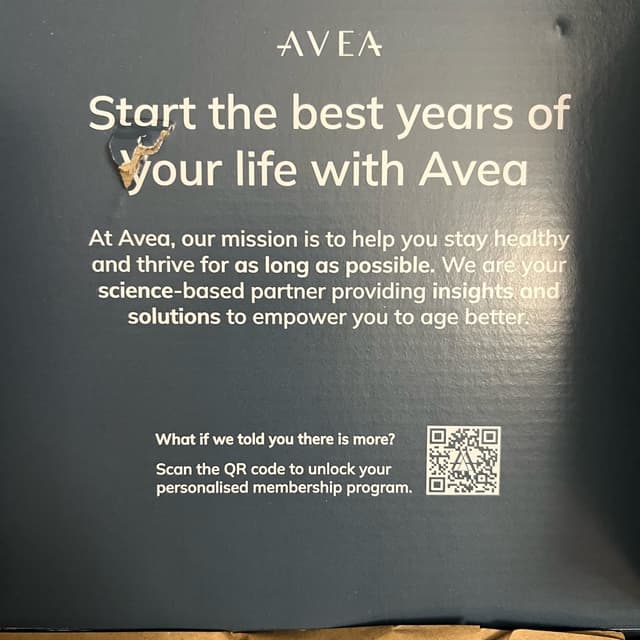 AVEA
Start the best years of
your life with Avea
At Avea, our mission is to help you stay healthy
and thrive for as long as possible. We are your
science-based partner providing insights and
solutions to empower you to age better.
What if we told you there is more?
Scan the QR code to unlock your
personalised membership program.